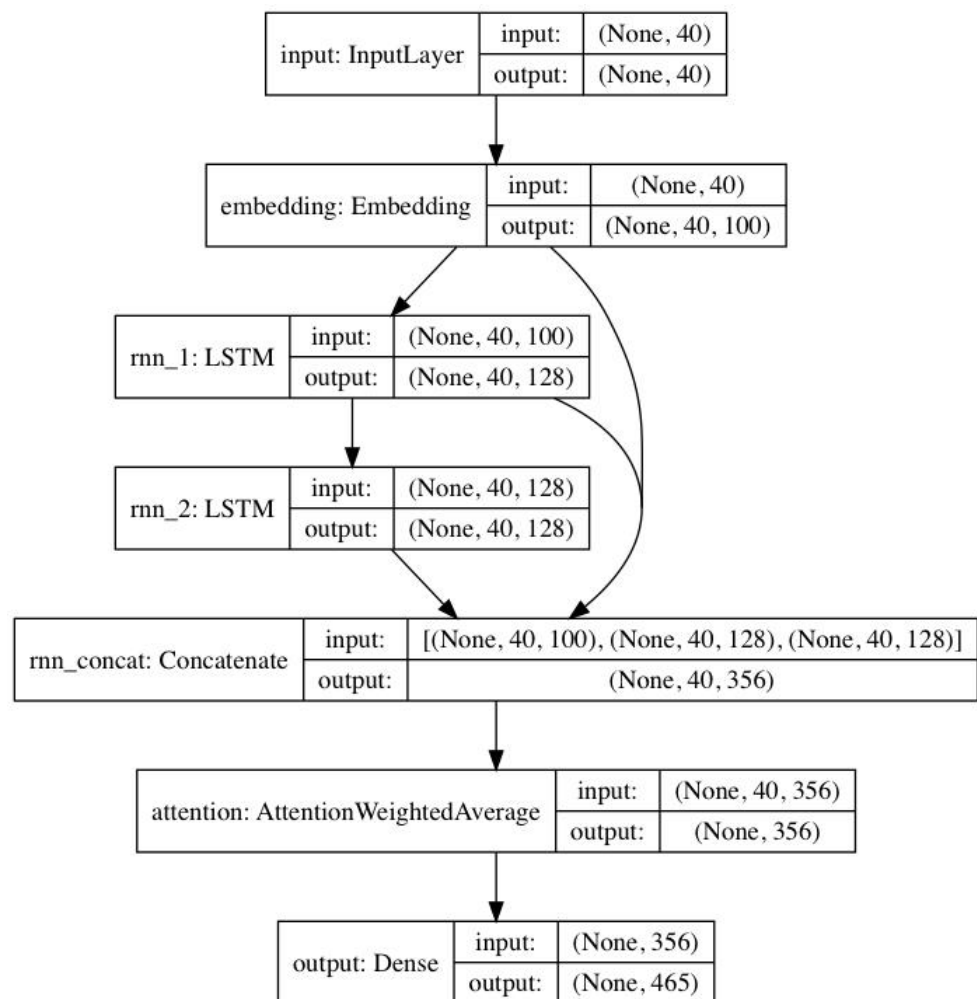 input: InputLayer
input: (None, 40)
output: (None, 40)
embedding: Embedding
input: (None, 40)
output: (None, 40, 100)
rnn_1: LSTM
input: (None, 40, 100)
output: (None, 40, 128)
rnn_2: LSTM
input: (None, 40, 128)
output: (None, 40, 128)
rnn_concat: Concatenate
input: [(None, 40, 100), (None, 40, 128), (None, 40, 128)]
output: (None, 40, 356)
attention: AttentionWeightedAverage
input: (None, 40, 356)
output: (None, 356)
output: Dense
input: (None, 356)
output: (None, 465)